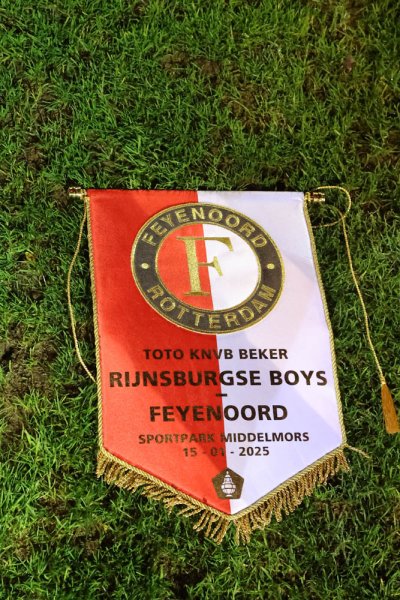 FEYENOORD
F
ROTTERDAM
TOTO KNVB BEKER
RIJNSBURGSE BOYS
-
FEYENOORD
SPORTPARK MIDDELMORS
15 - 01 - 2025